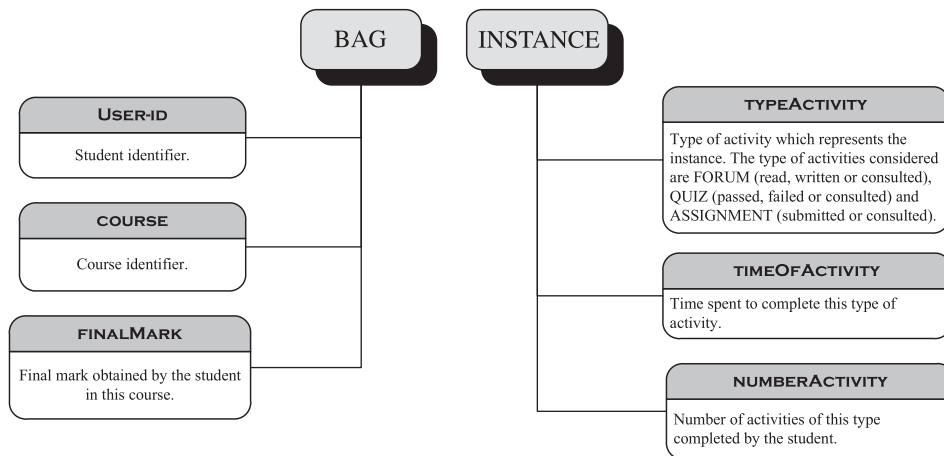 BAG
USER-ID
Student identifier.
COURSE
Course identifier.
FINALMARK
Final mark obtained by the student
in this course.
INSTANCE
TYPEACTIVITY
Type of activity which represents the
instance. The type of activities considered
are FORUM (read, written or consulted),
QUIZ (passed, failed or consulted) and
ASSIGNMENT (submitted or consulted).
TIMEOFACTIVITY
Time spent to complete this type of
activity.
NUMBERACTIVITY
Number of activities of this type
completed by the student.